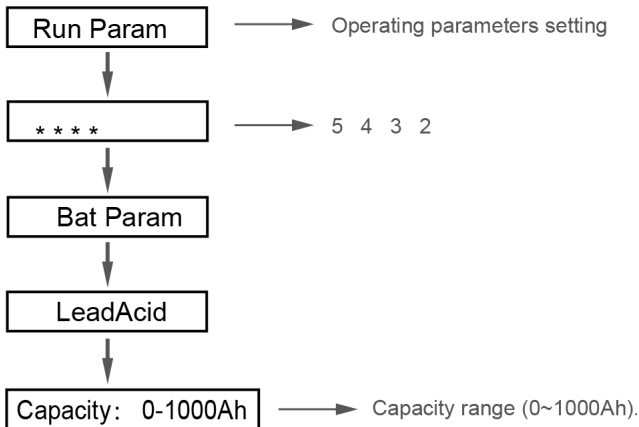 Run Param Operating parameters setting
**** 5 4 3 2
Bat Param
LeadAcid
Capacity: 0-1000Ah Capacity range (0~1000Ah).